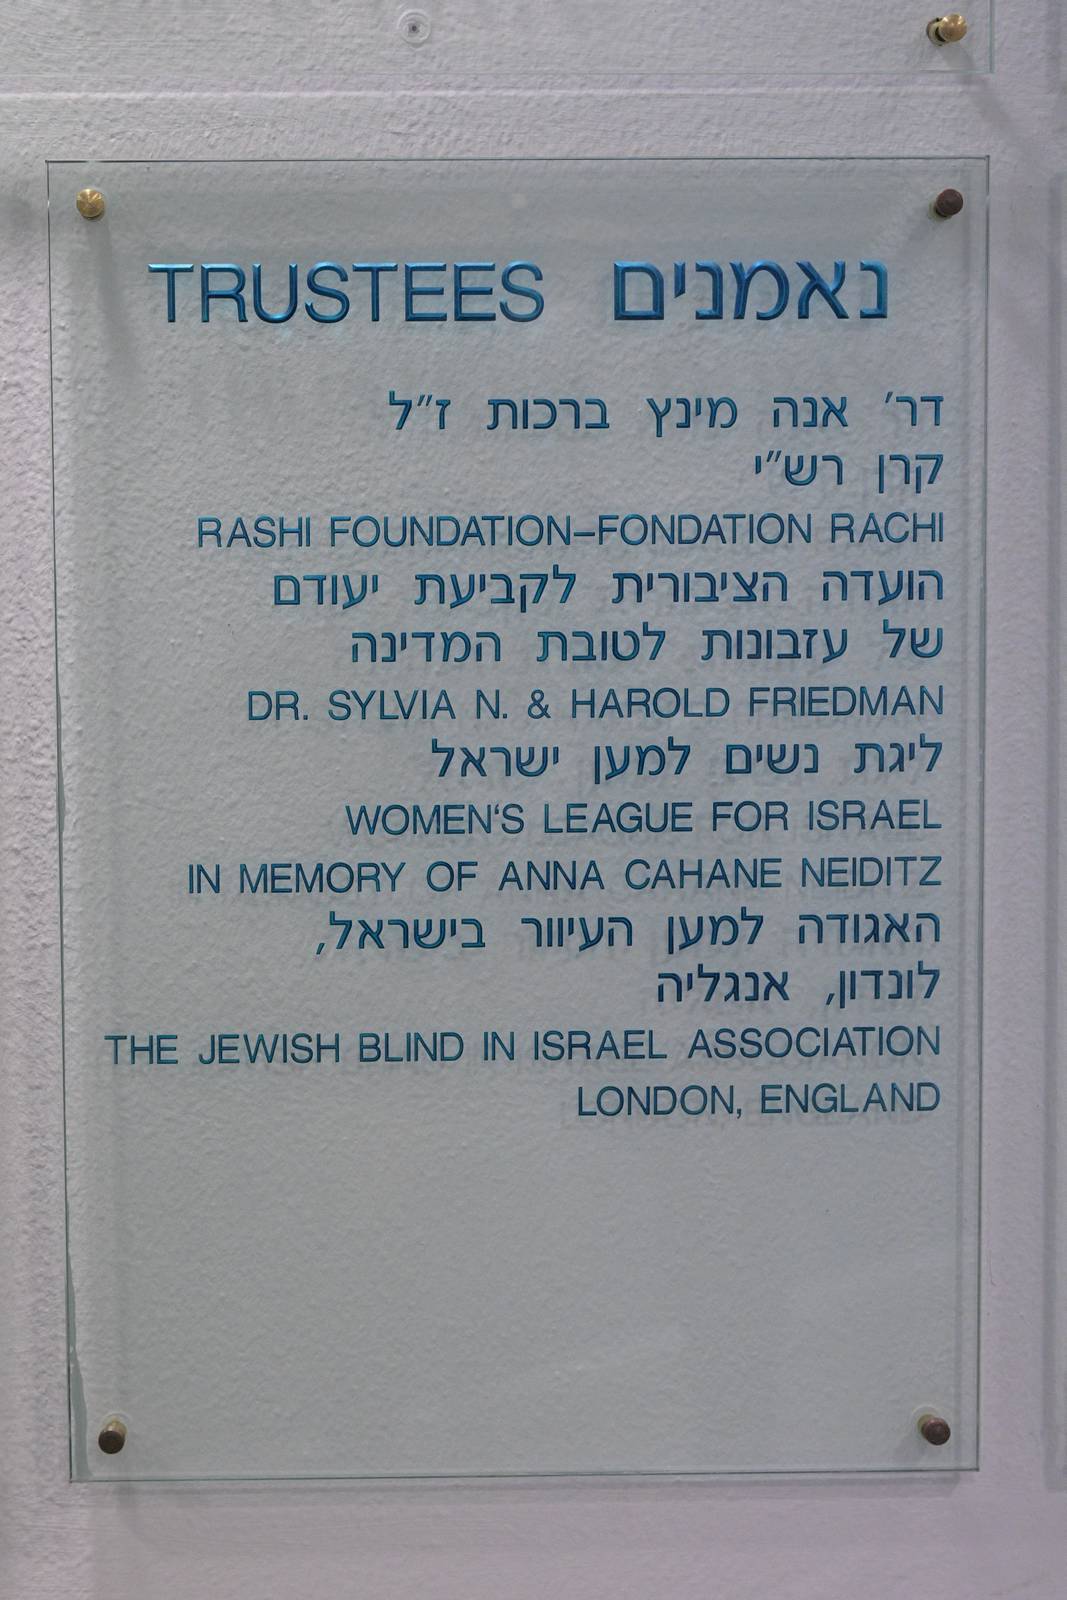 TRUSTEES נאמנים
דר׳ אנה מינץ ברכות ז״ל
קרן רש״י
RASHI FOUNDATION–FONDATION RACHI
הועדה הציבורית לקביעת יעודם
של עזבונות לטובת המדינה
DR. SYLVIA N. & HAROLD FRIEDMAN
ליגת נשים למען ישראל
WOMEN‘S LEAGUE FOR ISRAEL
IN MEMORY OF ANNA CAHANE NEIDITZ
האגודה למען העיוור בישראל,
לונדון, אנגליה
THE JEWISH BLIND IN ISRAEL ASSOCIATION
LONDON, ENGLAND